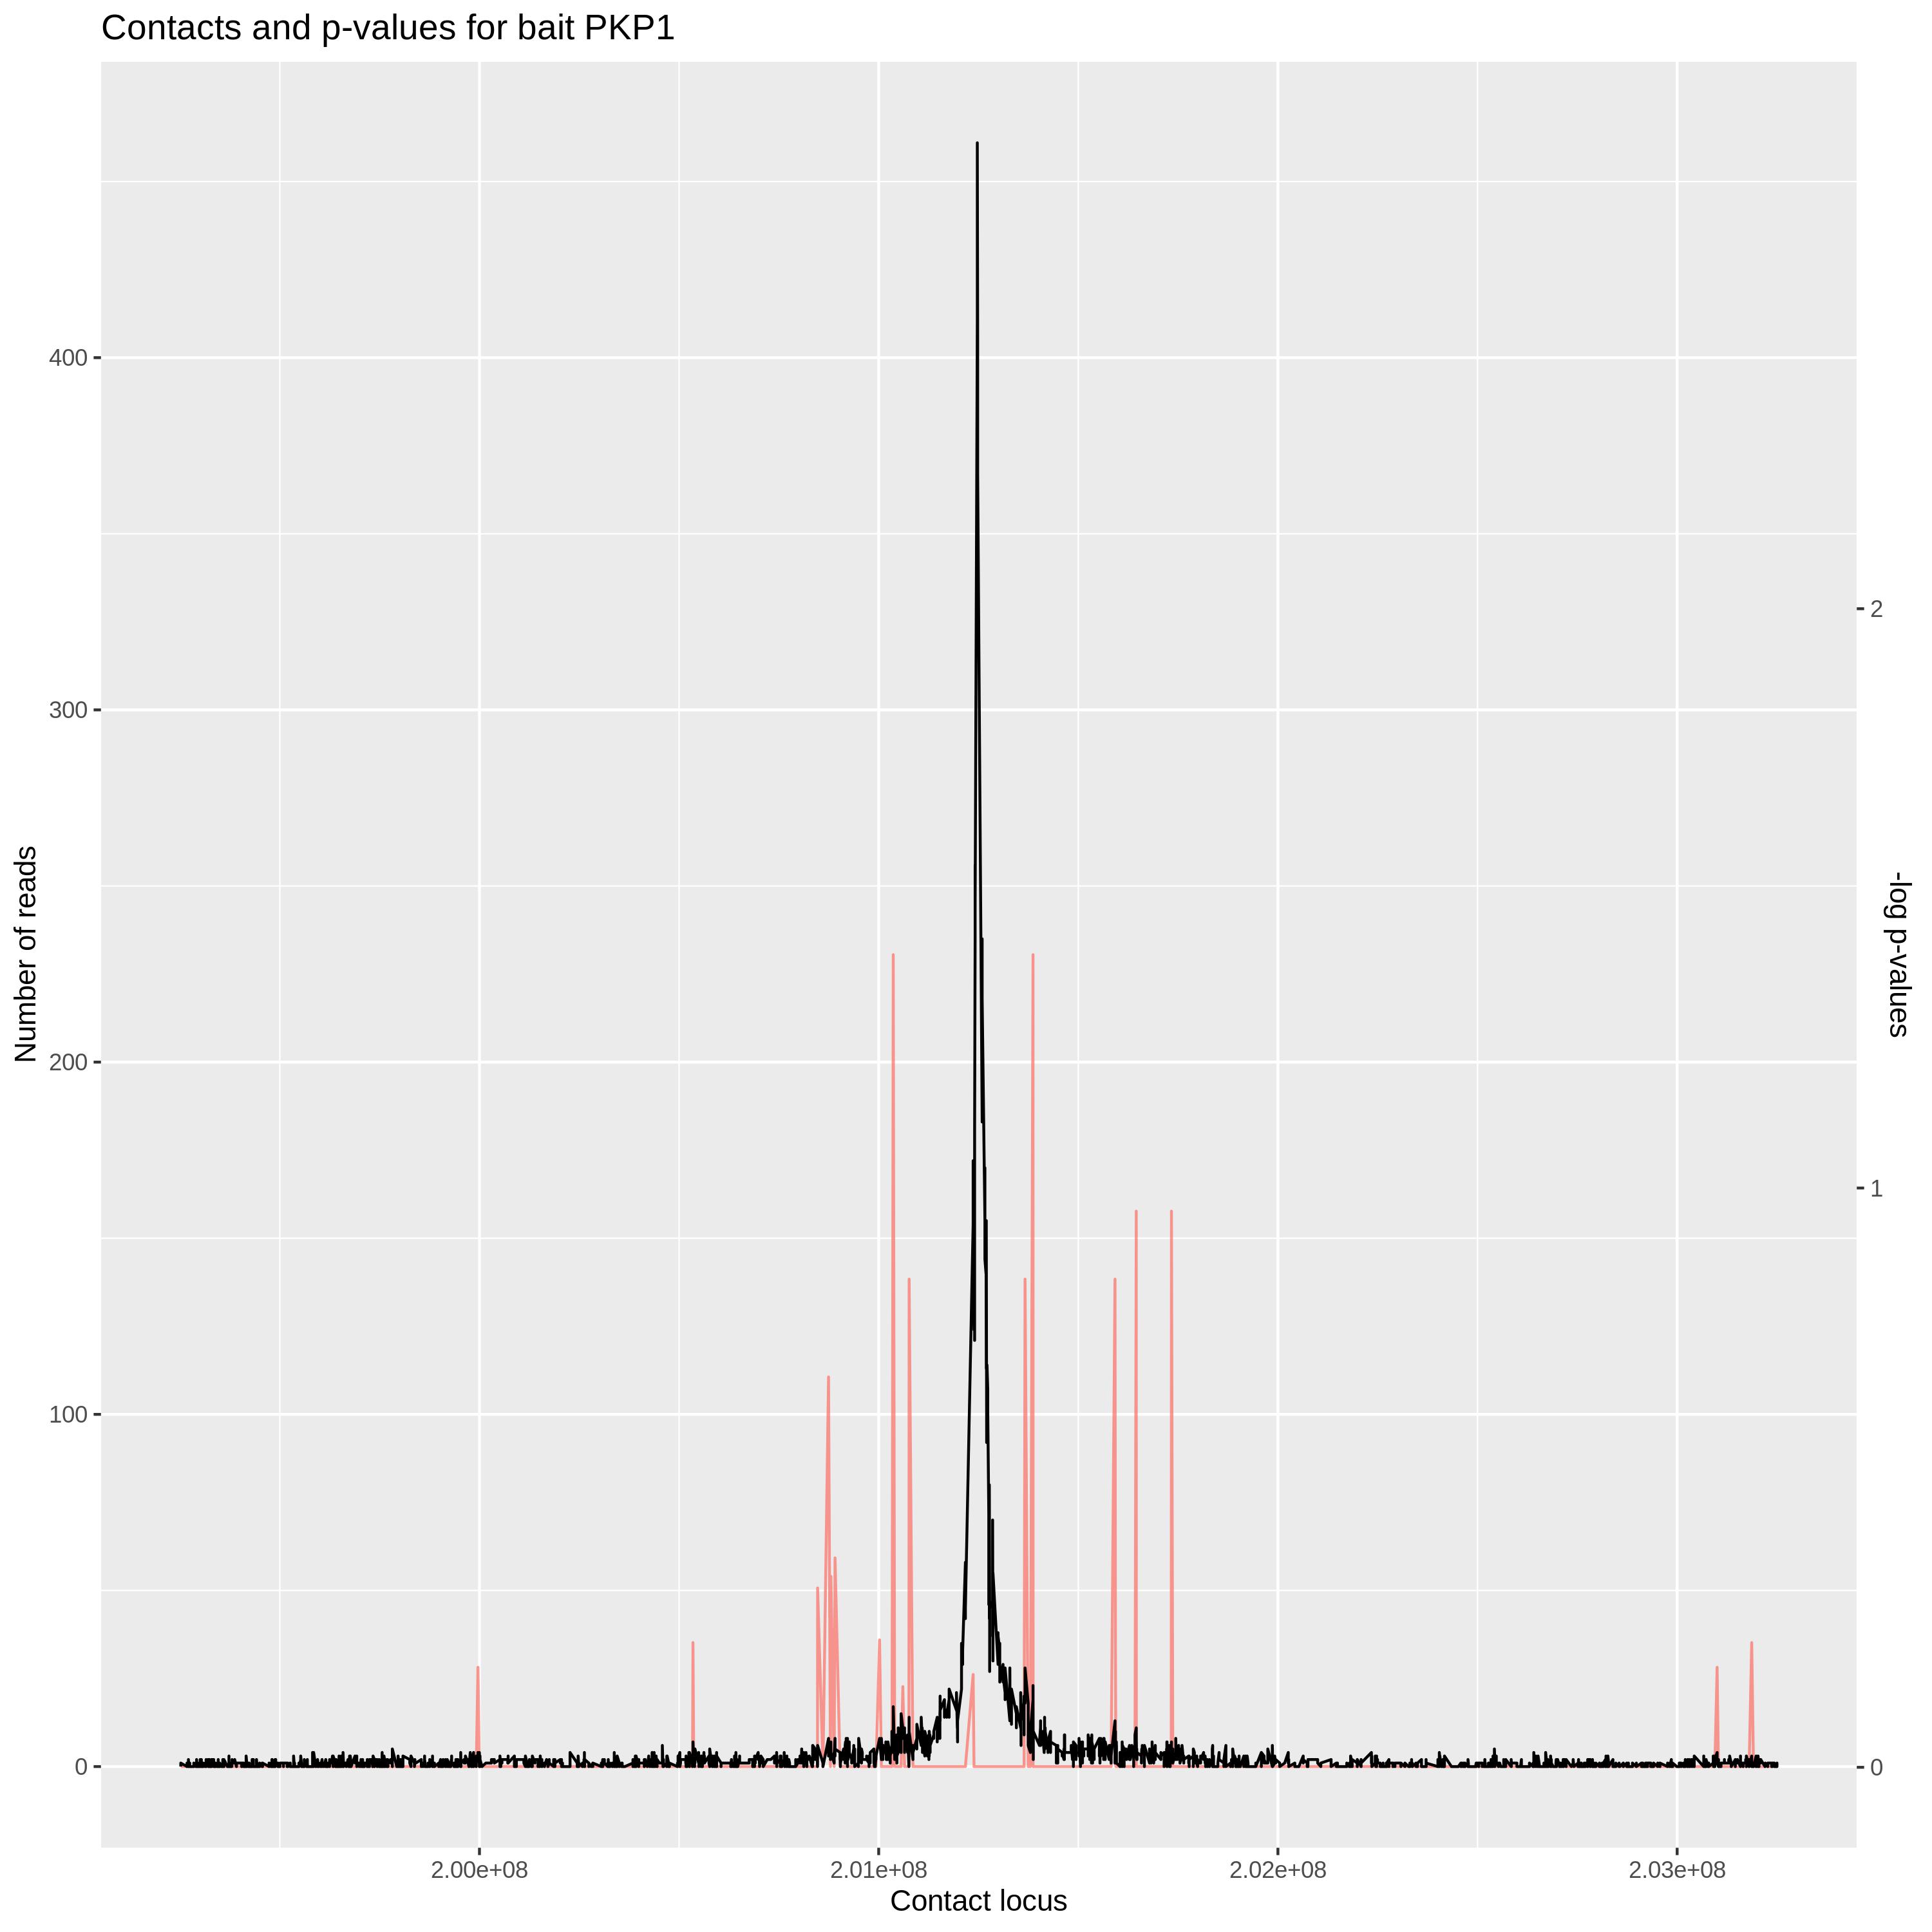 Contacts and p-values for bait PKP1
400
300
200
100
0
Number of reads
2
1
0
-log p-values
2.00e+08 2.01e+08 2.02e+08 2.03e+08
Contact locus